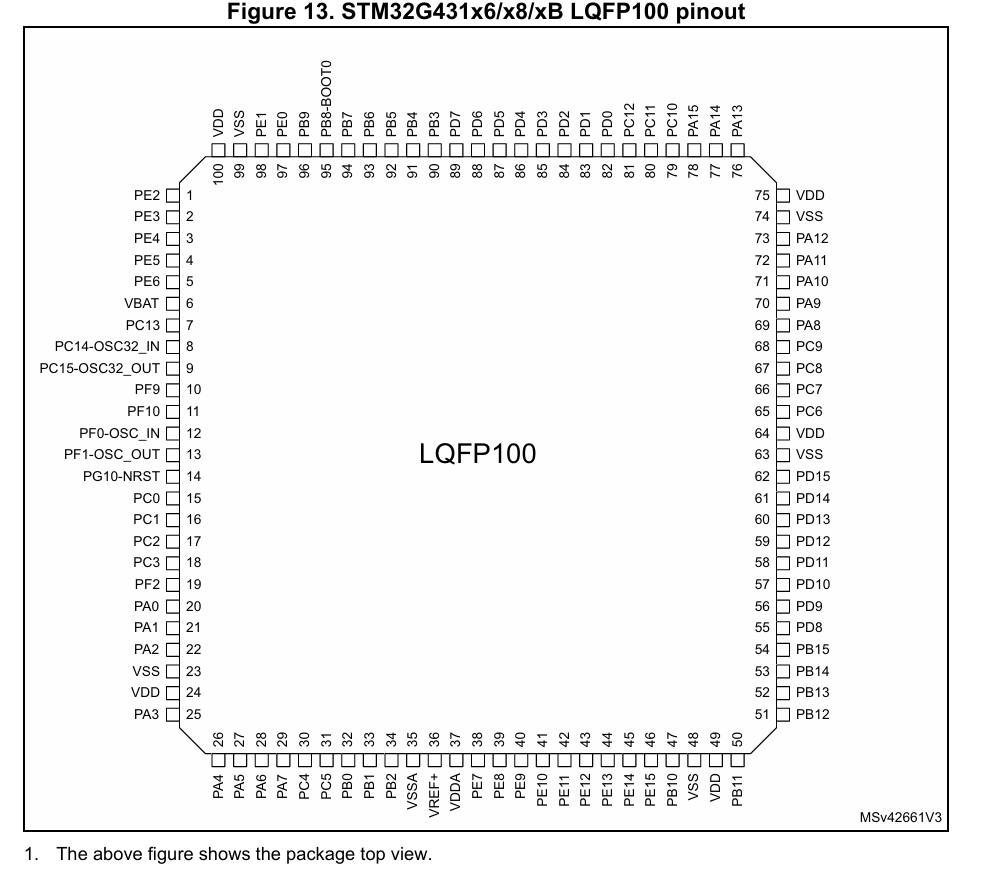 Figure 13. STM32G431x6/x8/xB LQFP100 pinout
VDD VSS PE1 PE0 PB9 PB8-BOOT0 PB7 PB6 PB5 PB4 PB3 PD7 PD6 PD5 PD4 PD3 PD2 PD1 PD0 PC12 PC11 PC10 PA15 PA14 PA13
100 99 98 97 96 95 94 93 92 91 90 89 88 87 86 85 84 83 82 81 80 79 78 77 76
PE2 1 75 VDD
PE3 2 74 VSS
PE4 3 73 PA12
PE5 4 72 PA11
PE6 5 71 PA10
VBAT 6 70 PA9
PC13 7 69 PA8
PC14-OSC32_IN 8 68 PC9
PC15-OSC32_OUT 9 67 PC8
PF9 10 66 PC7
PF10 11 65 PC6
PF0-OSC_IN 12 64 VDD
PF1-OSC_OUT 13 63 VSS
LQFP100
PG10-NRST 14 62 PD15
PC0 15 61 PD14
PC1 16 60 PD13
PC2 17 59 PD12
PC3 18 58 PD11
PF2 19 57 PD10
PA0 20 56 PD9
PA1 21 55 PD8
PA2 22 54 PB15
VSS 23 53 PB14
VDD 24 52 PB13
PA3 25 51 PB12
26 27 28 29 30 31 32 33 34 35 36 37 38 39 40 41 42 43 44 45 46 47 48 49 50
PA4 PA5 PA6 PA7 PC4 PC5 PB0 PB1 PB2 VSSA VREF+ VDDA PE7 PE8 PE9 PE10 PE11 PE12 PE13 PE14 PE15 PB10 VSS VDD PB11
MSv42661V3
1. The above figure shows the package top view.